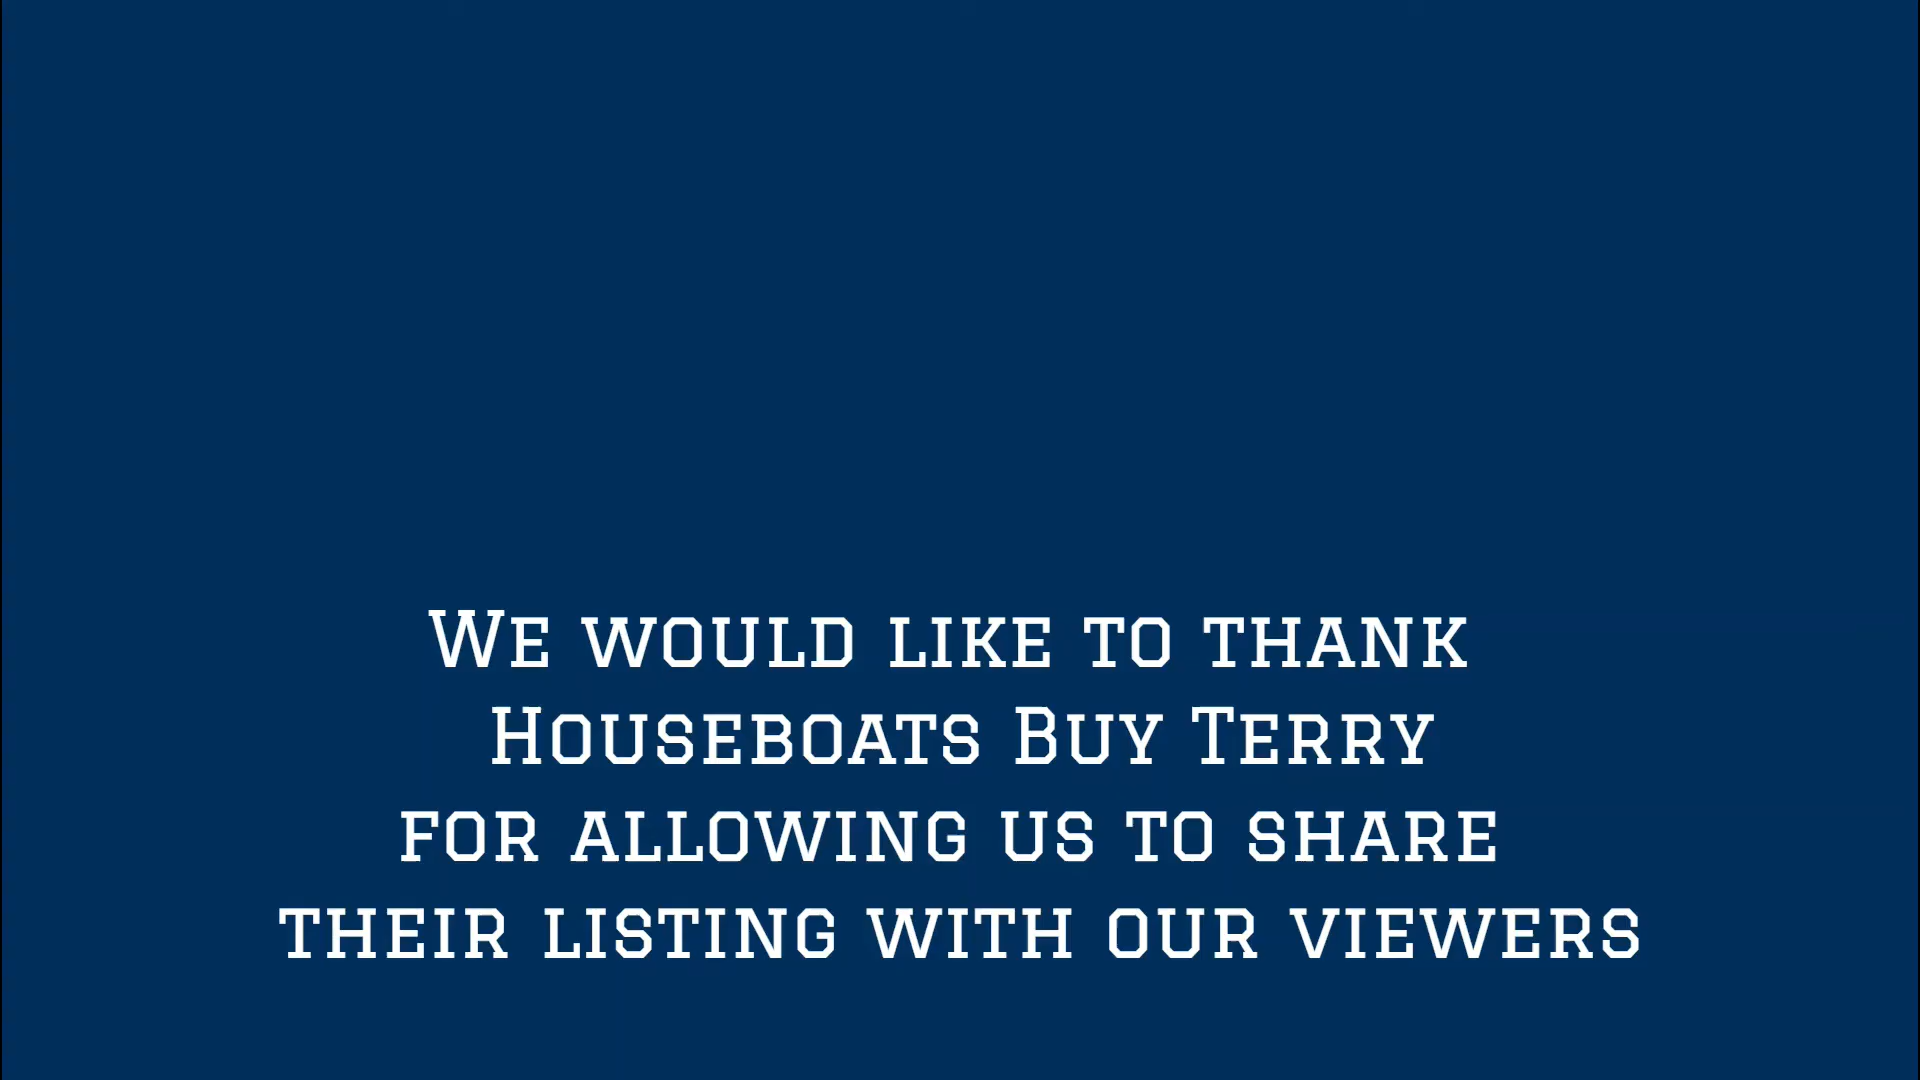 We would like to thank
Houseboats Buy Terry
for allowing us to share
their listing with our viewers